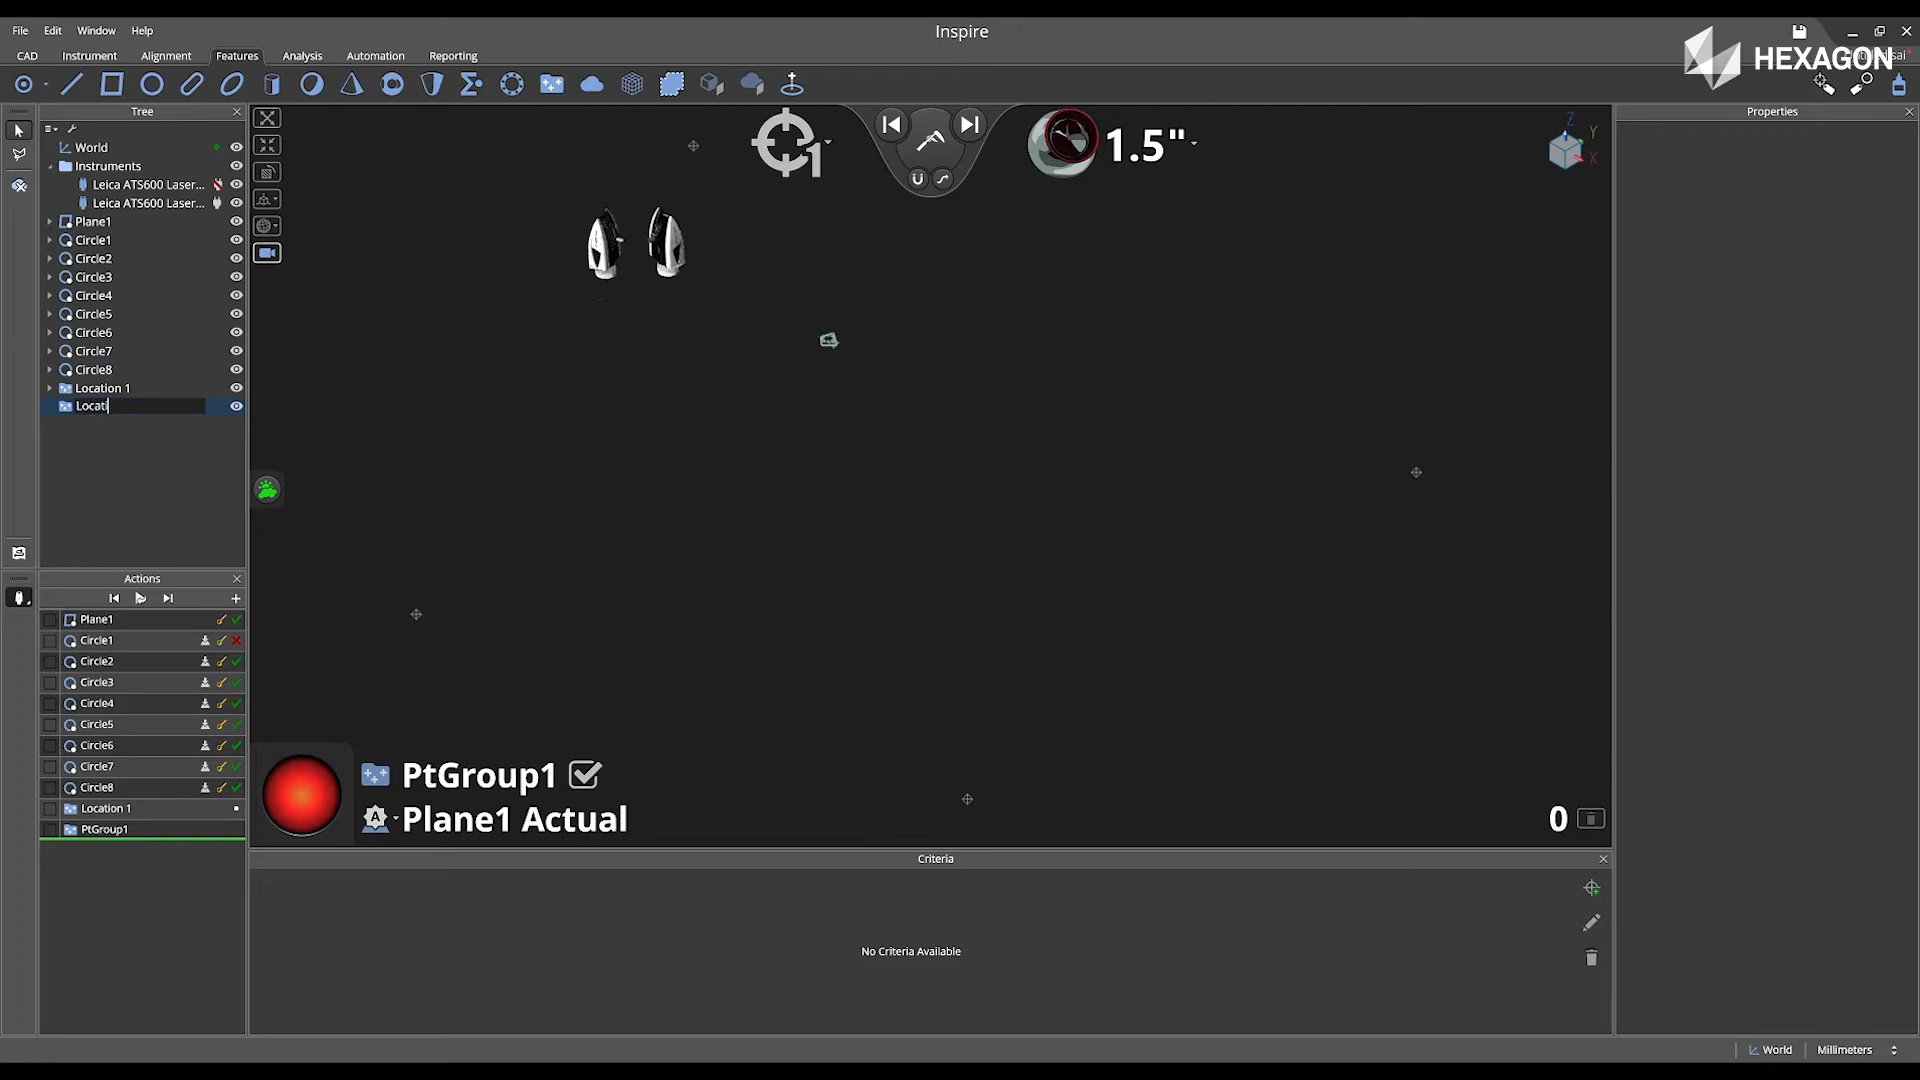 File Edit Window Help
Inspire
HEXAGON
CAD Instrument Alignment Features Analysis Automation Reporting
Tree
Properties
World
Instruments
Leica ATS600 Laser...
Leica ATS600 Laser...
Plane1
Circle1
Circle2
Circle3
Circle4
Circle5
Circle6
Circle7
Circle8
Location 1
Locati
1
1.5"
Z
Y
X
Actions
Plane1
Circle1
Circle2
Circle3
Circle4
Circle5
Circle6
Circle7
Circle8
Location 1
PtGroup1
PtGroup1
A Plane1 Actual
0
Criteria
No Criteria Available
World Millimeters